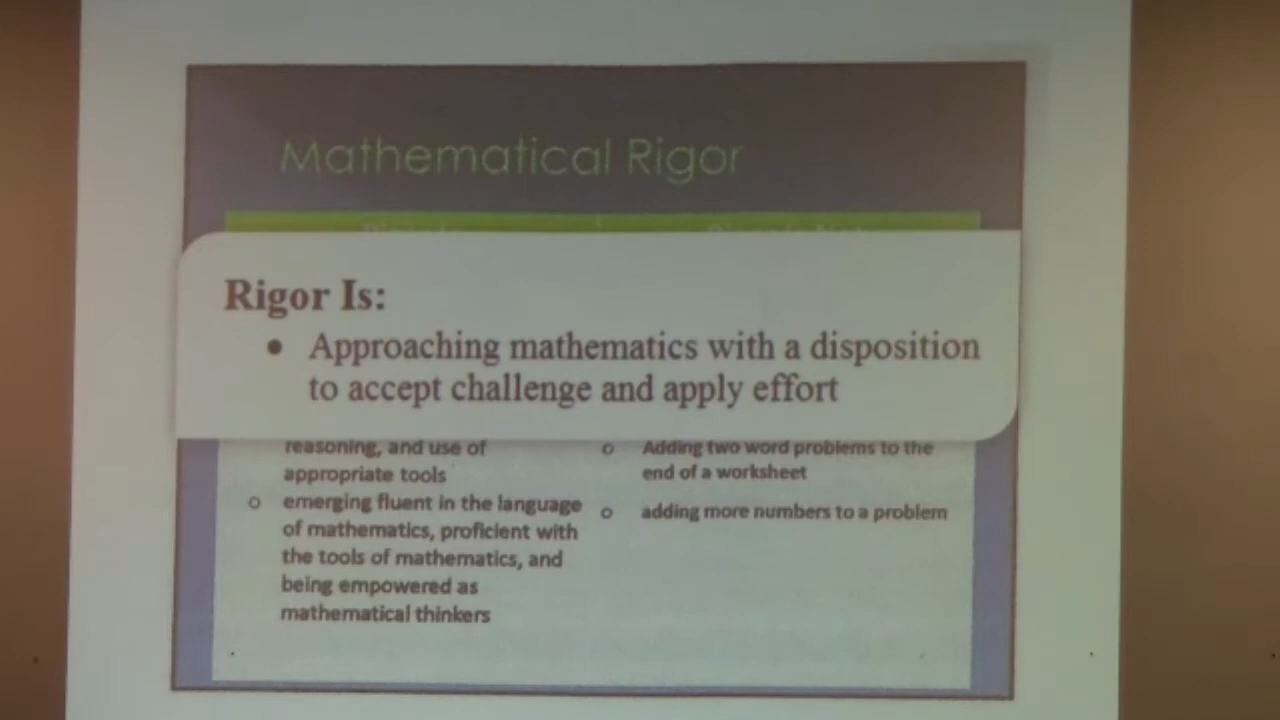 Mathematical Rigor
Rigor Is:
• Approaching mathematics with a disposition
to accept challenge and apply effort
reasoning, and use of
appropriate tools
o emerging fluent in the language
of mathematics, proficient with
the tools of mathematics, and
being empowered as
mathematical thinkers
o Adding two word problems to the
end of a worksheet
o adding more numbers to a problem